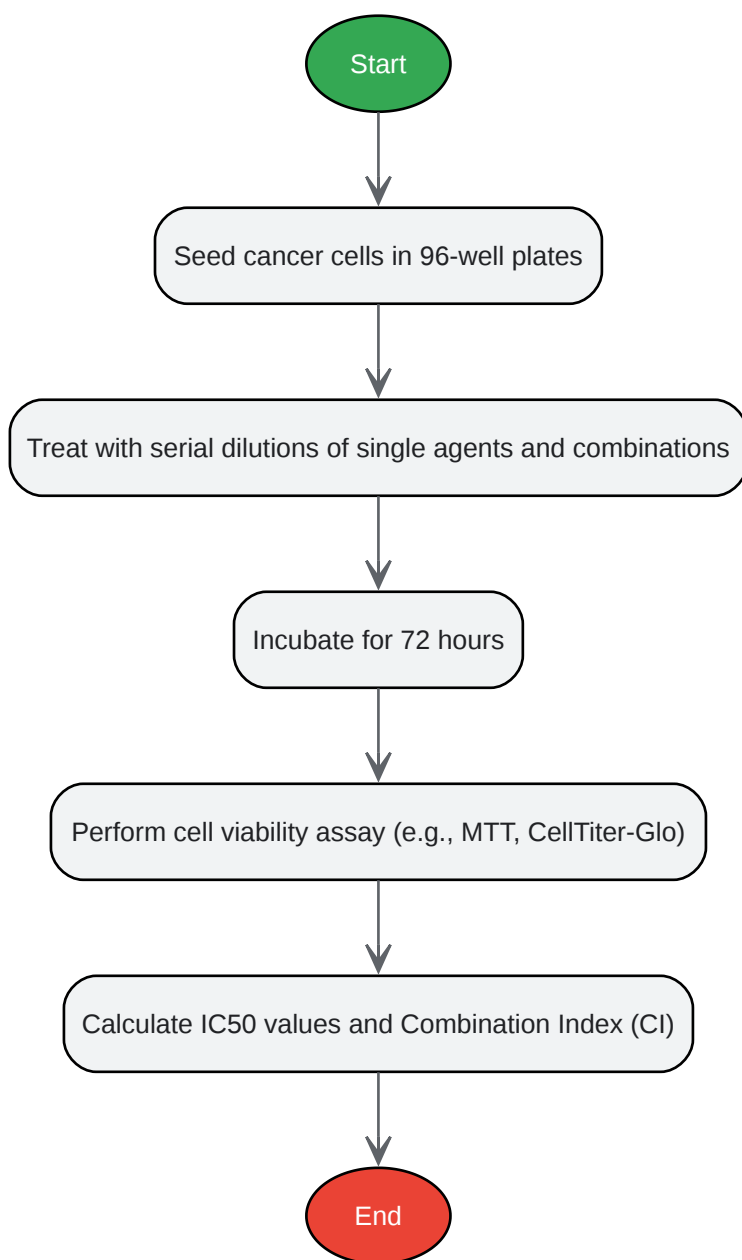 Start
Seed cancer cells in 96-well plates
Treat with serial dilutions of single agents and combinations
Incubate for 72 hours
Perform cell viability assay (e.g., MTT, CellTiter-Glo)
Calculate IC50 values and Combination Index (CI)
End